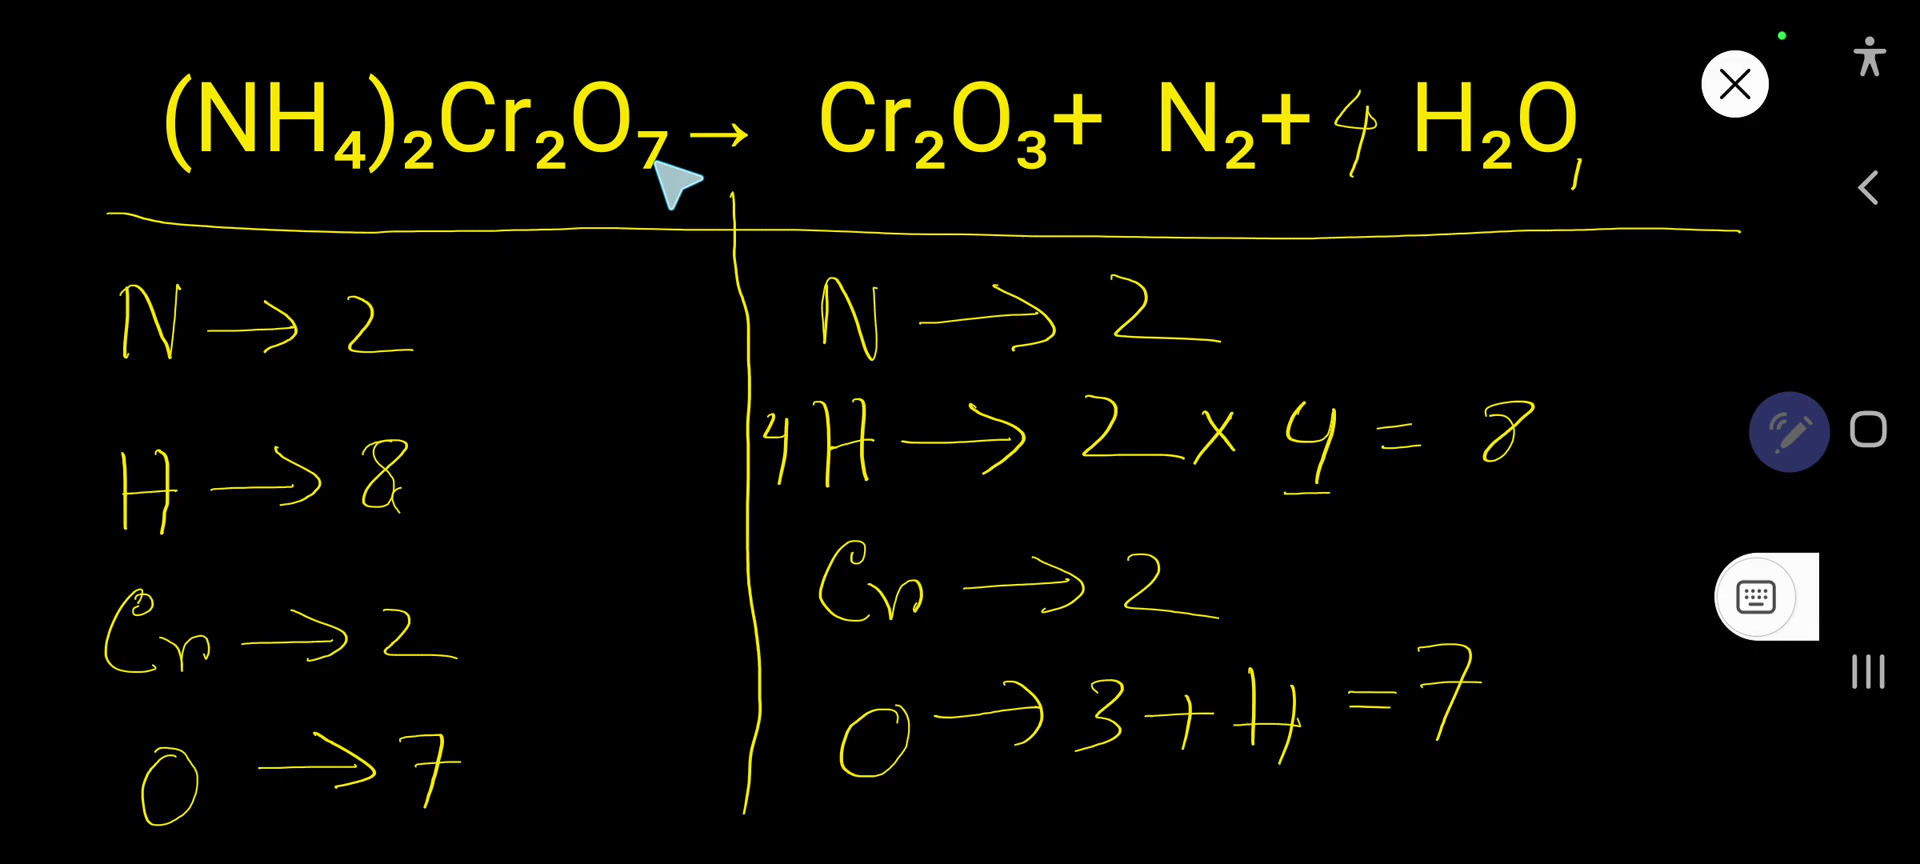 (NH₄)₂Cr₂O₇ → Cr₂O₃ + N₂ + 4 H₂O,
N → 2
H → 8
Cr → 2
O → 7
N → 2
4H → 2 × 4 = 8
Cr → 2
O → 3 + 4 = 7